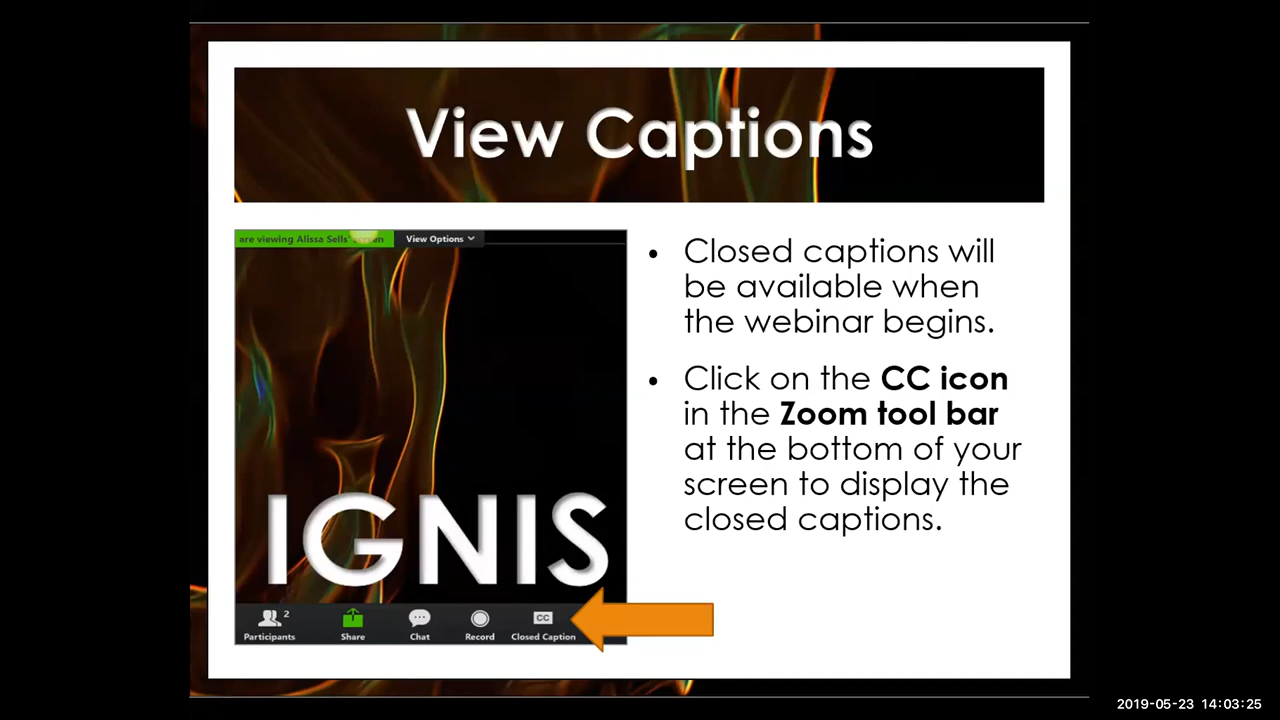 View Captions
are viewing Alissa Sells' screen
View Options
IGNIS
2
Participants
Share
Chat
Record
CC
Closed Caption
• Closed captions will
be available when
the webinar begins.
• Click on the CC icon
in the Zoom tool bar
at the bottom of your
screen to display the
closed captions.
2019-05-23 14:03:25